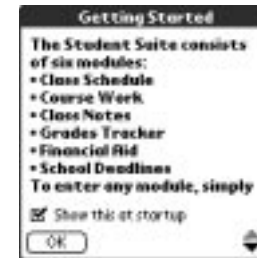 Getting Started
The Student Suite consists
of six modules:
• Class Schedule
• Course Work
• Class Notes
• Grades Tracker
• Financial Aid
• School Deadlines
To enter any module, simply
Show this at startup
OK